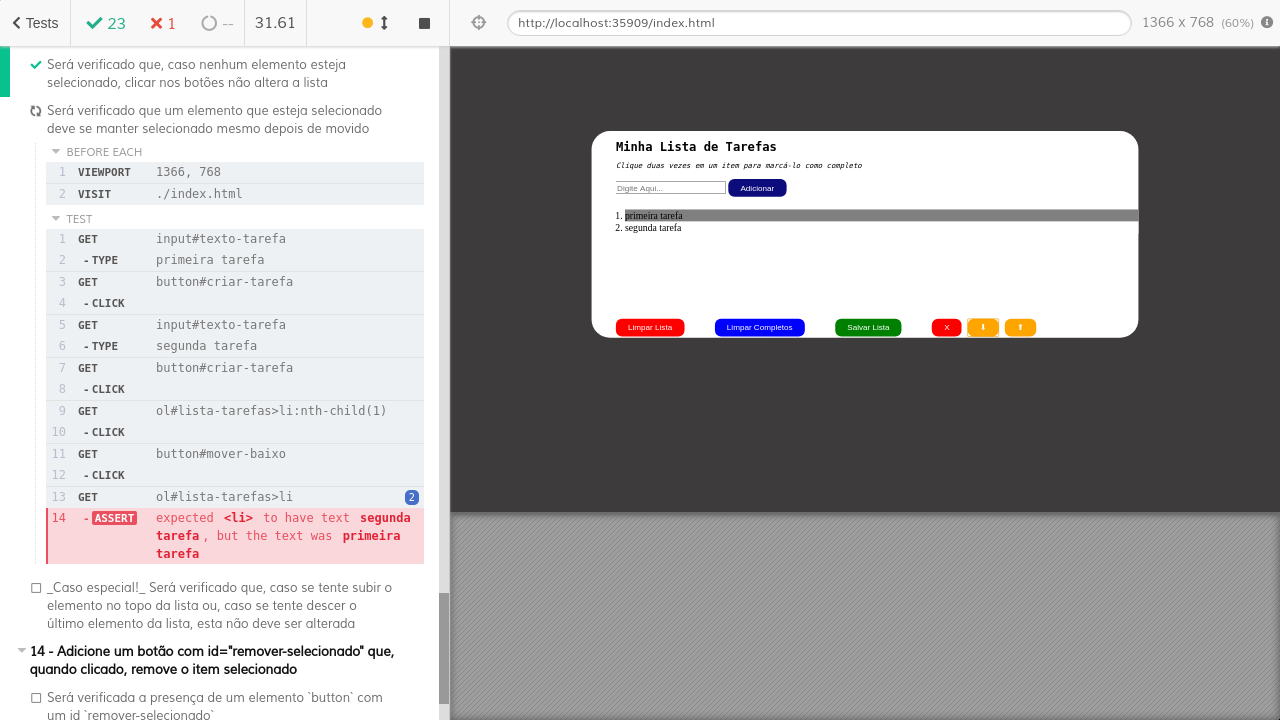 Tests 23 1 -- 31.61 http://localhost:35909/index.html 1366 x 768 (60%)
Será verificado que, caso nenhum elemento esteja
selecionado, clicar nos botões não altera a lista
Será verificado que um elemento que esteja selecionado
deve se manter selecionado mesmo depois de movido
BEFORE EACH
1 VIEWPORT 1366, 768
2 VISIT ./index.html
TEST
1 GET input#texto-tarefa
2 - TYPE primeira tarefa
3 GET button#criar-tarefa
4 - CLICK
5 GET input#texto-tarefa
6 - TYPE segunda tarefa
7 GET button#criar-tarefa
8 - CLICK
9 GET ol#lista-tarefas>li:nth-child(1)
10 - CLICK
11 GET button#mover-baixo
12 - CLICK
13 GET ol#lista-tarefas>li 2
14 - ASSERT expected <li> to have text segunda
tarefa , but the text was primeira
tarefa
_Caso especial!_ Será verificado que, caso se tente subir o
elemento no topo da lista ou, caso se tente descer o
último elemento da lista, esta não deve ser alterada
14 - Adicione um botão com id="remover-selecionado" que,
quando clicado, remove o item selecionado
Será verificada a presença de um elemento `button` com
um id `remover-selecionado`
Minha Lista de Tarefas
Clique duas vezes em um item para marcá-lo como completo
Digite Aqui... Adicionar
1. primeira tarefa
2. segunda tarefa
Limpar Lista Limpar Completos Salvar Lista X ⬇ ⬆